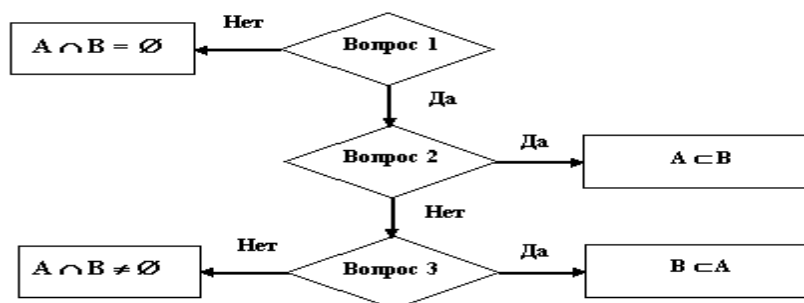 Нет
A ∩ B = Ø
Вопрос 1
Да
Вопрос 2
Да
A ⊂ B
Нет
Нет
A ∩ B ≠ Ø
Вопрос 3
Да
B ⊂ A